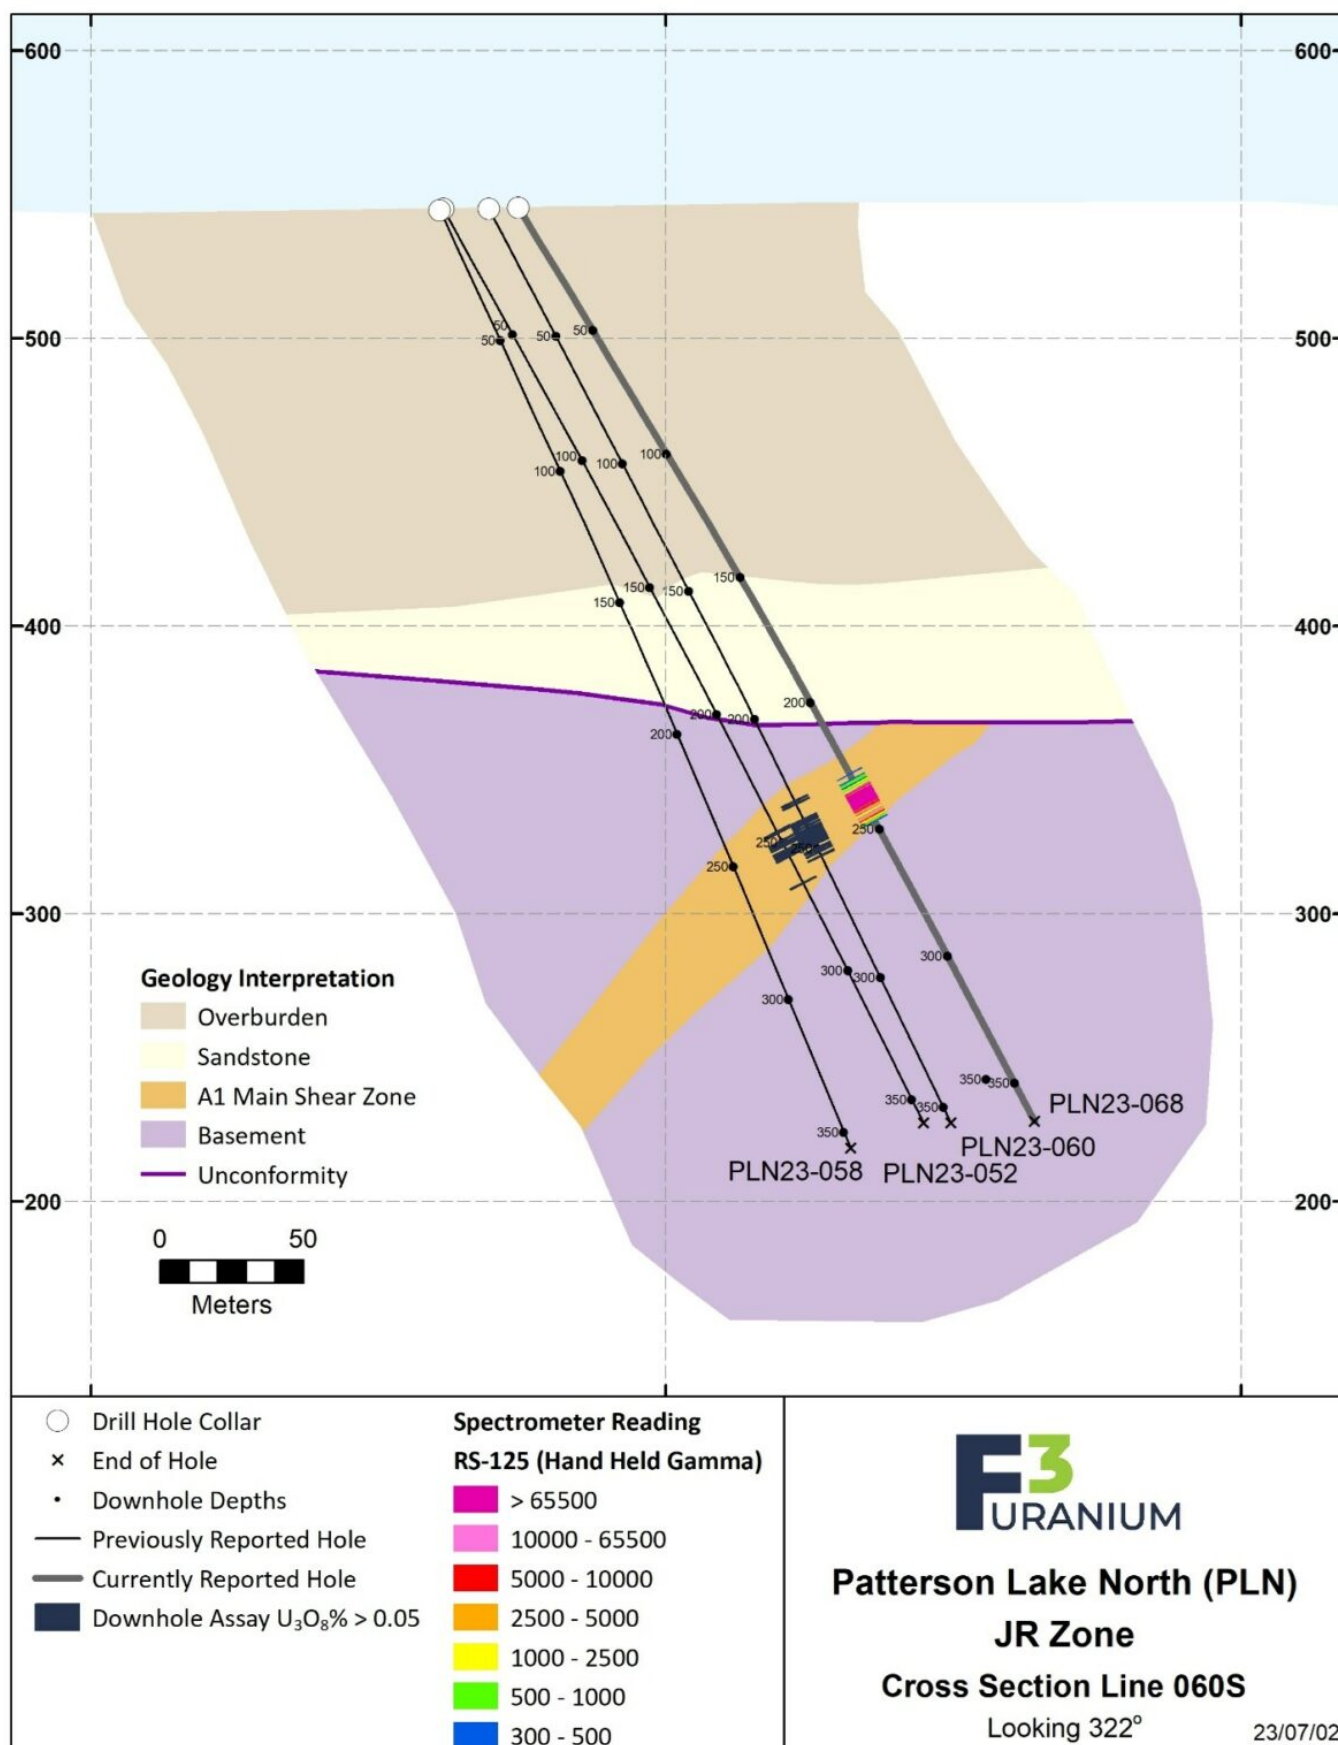 600 600
50 50 50 50
500 500
100 100 100 100
150 150 150 150
400 400
200 200 200 200
250 250 250 250
300 300
300 300 300 300
350 350 350 350 350
PLN23-068
PLN23-060
PLN23-058 PLN23-052
200 200
Geology Interpretation
Overburden
Sandstone
A1 Main Shear Zone
Basement
Unconformity
0 50
Meters
Drill Hole Collar
End of Hole
Downhole Depths
Previously Reported Hole
Currently Reported Hole
Downhole Assay U₃O₈% > 0.05
Spectrometer Reading
RS-125 (Hand Held Gamma)
> 65500
10000 - 65500
5000 - 10000
2500 - 5000
1000 - 2500
500 - 1000
300 - 500
F3
URANIUM
Patterson Lake North (PLN)
JR Zone
Cross Section Line 060S
Looking 322°
23/07/02